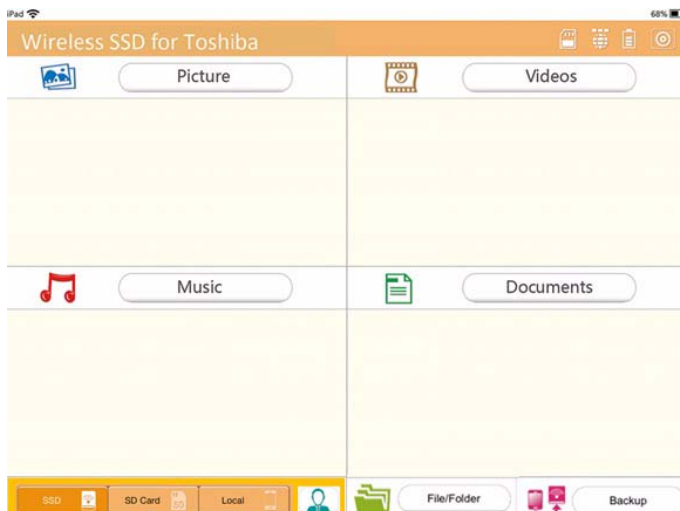 iPad 68%
Wireless SSD for Toshiba
Picture Videos
Music Documents
SSD SD Card Local File/Folder Backup